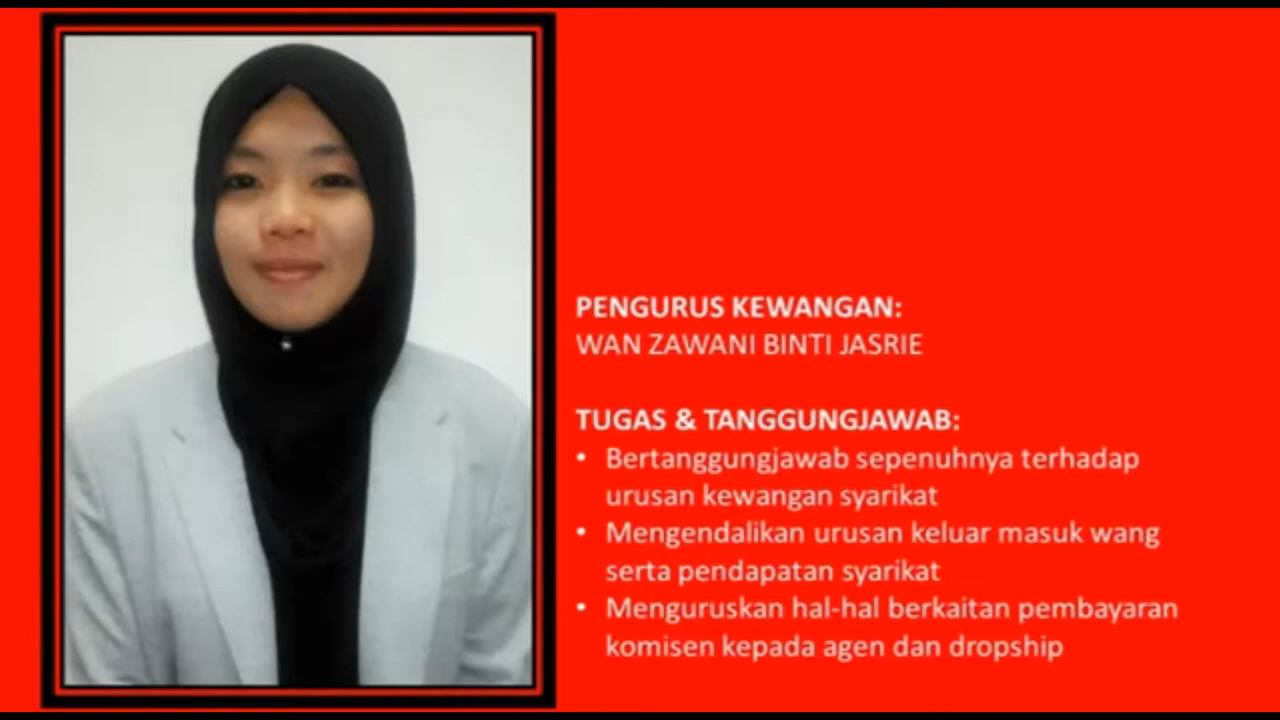 PENGURUS KEWANGAN:
WAN ZAWANI BINTI JASRIE
TUGAS & TANGGUNGJAWAB:
• Bertanggungjawab sepenuhnya terhadap
urusan kewangan syarikat
• Mengendalikan urusan keluar masuk wang
serta pendapatan syarikat
• Menguruskan hal-hal berkaitan pembayaran
komisen kepada agen dan dropship